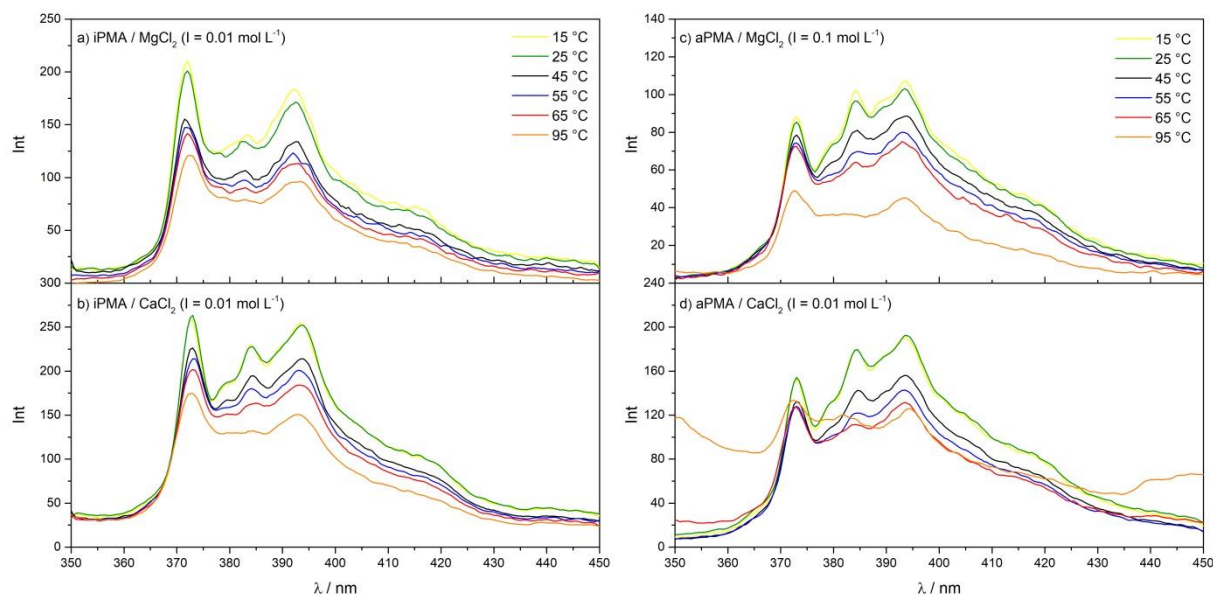 a) iPMA / MgCl₂ (I = 0.01 mol L⁻¹)
15 °C
25 °C
45 °C
55 °C
65 °C
95 °C
Int
250
200
150
100
50
300
b) iPMA / CaCl₂ (I = 0.01 mol L⁻¹)
Int
250
200
150
100
50
0
350 360 370 380 390 400 410 420 430 440 450
λ / nm
c) aPMA / MgCl₂ (I = 0.1 mol L⁻¹)
15 °C
25 °C
45 °C
55 °C
65 °C
95 °C
Int
140
120
100
80
60
40
20
240
d) aPMA / CaCl₂ (I = 0.01 mol L⁻¹)
Int
200
160
120
80
40
0
350 360 370 380 390 400 410 420 430 440 450
λ / nm